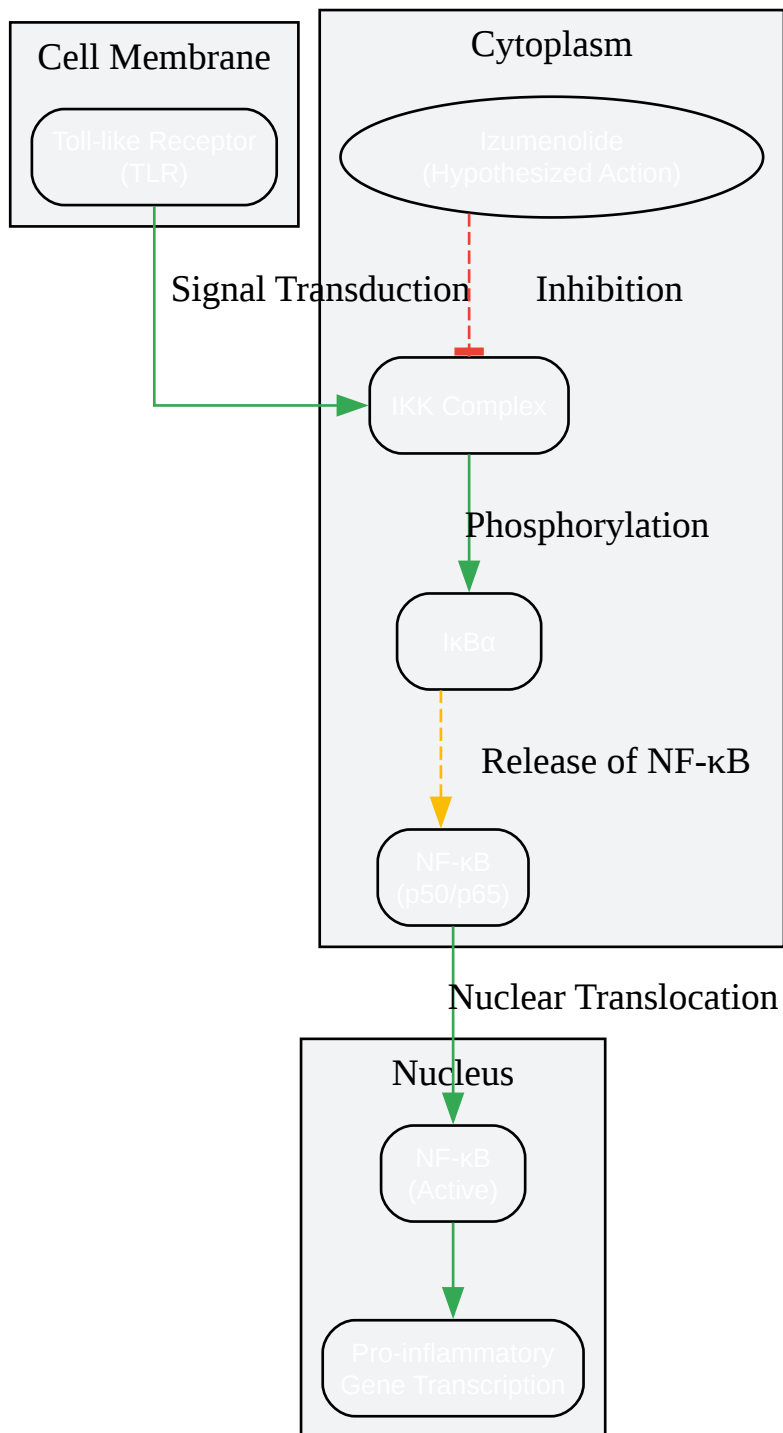 Cell Membrane
Toll-like Receptor
(TLR)
Cytoplasm
Izumenolide
(Hypothesized Action)
Signal Transduction
Inhibition
IKK Complex
Phosphorylation
IκBα
Release of NF-κB
NF-κB
(p50/p65)
Nuclear Translocation
Nucleus
NF-κB
(Active)
Pro-inflammatory
Gene Transcription